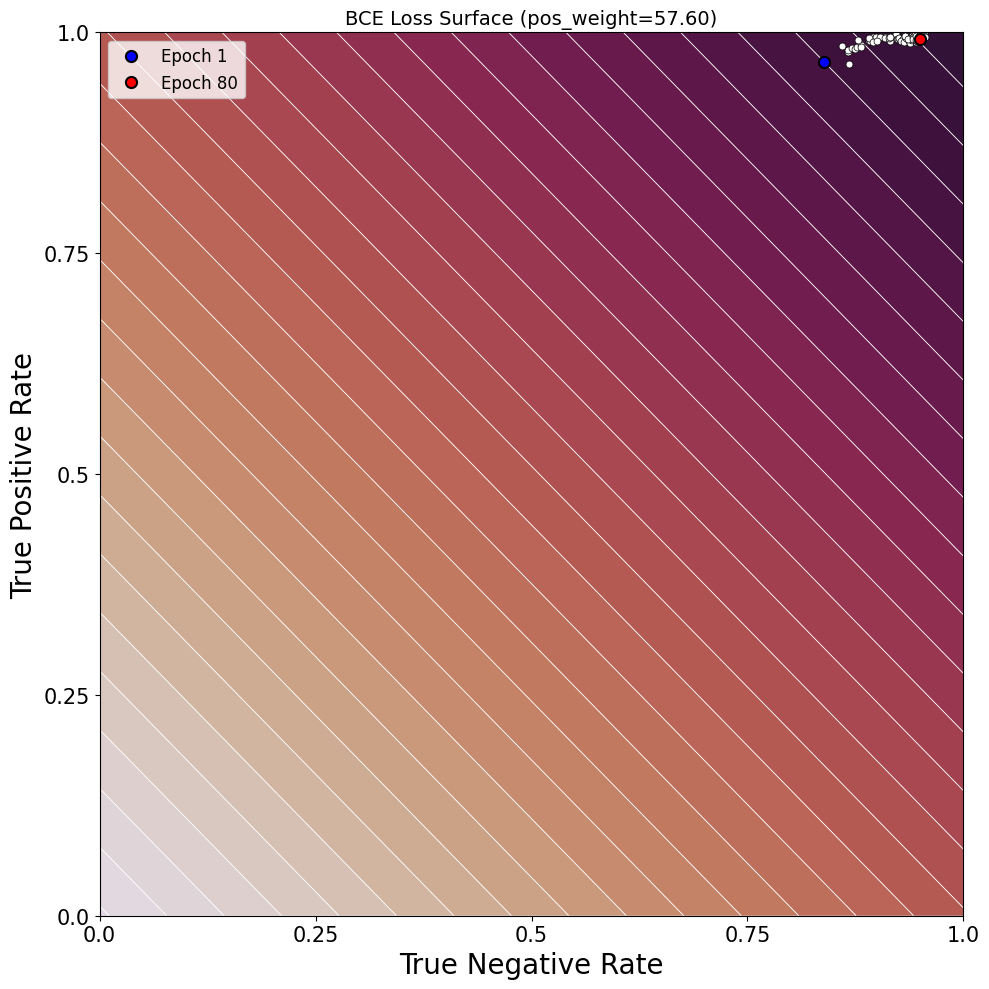 BCE Loss Surface (pos_weight=57.60)
Epoch 1
Epoch 80
True Positive Rate
1.0
0.75
0.5
0.25
0.0
0.0 0.25 0.5 0.75 1.0
True Negative Rate